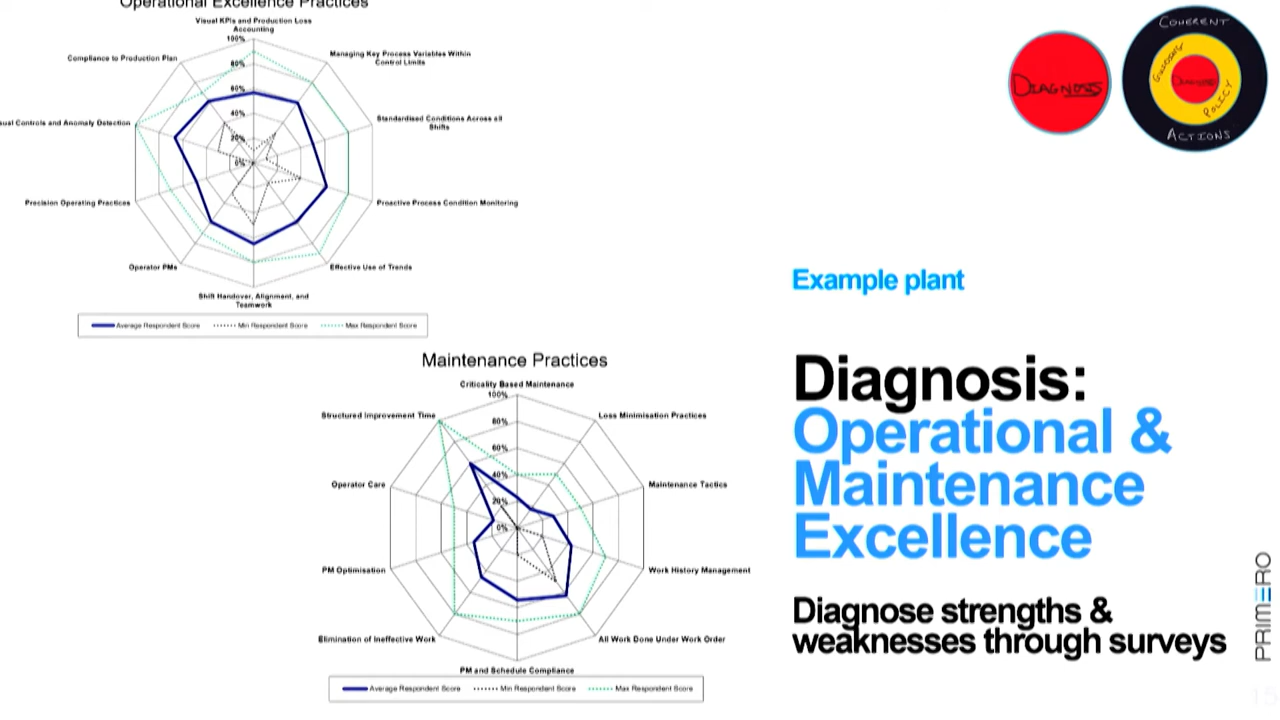 Operational Excellence Practices
Visual KPIs and Production Loss
Accounting
100%
80%
60%
40%
20%
0%
Managing Key Process Variables Within
Control Limits
Standardised Conditions Across all
Shifts
Proactive Process Condition Monitoring
Effective Use of Trends
Shift Handover, Alignment, and
Teamwork
Operator PMs
Precision Operating Practices
Controls and Anomaly Detection
Compliance to Production Plan
Average Respondent Score
Min Respondent Score
Max Respondent Score
Maintenance Practices
Criticality Based Maintenance
100%
80%
60%
40%
20%
0%
Loss Minimisation Practices
Maintenance Tactics
Work History Management
All Work Done Under Work Order
PM and Schedule Compliance
Elimination of Ineffective Work
PM Optimisation
Operator Care
Structured Improvement Time
Average Respondent Score
Min Respondent Score
Max Respondent Score
DIAGNOSIS
COHERENT
GUIDING
DIAGNOSIS
POLICY
ACTIONS
Example plant
Diagnosis:
Operational &
Maintenance
Excellence
Diagnose strengths &
weaknesses through surveys
PRIMERO
15